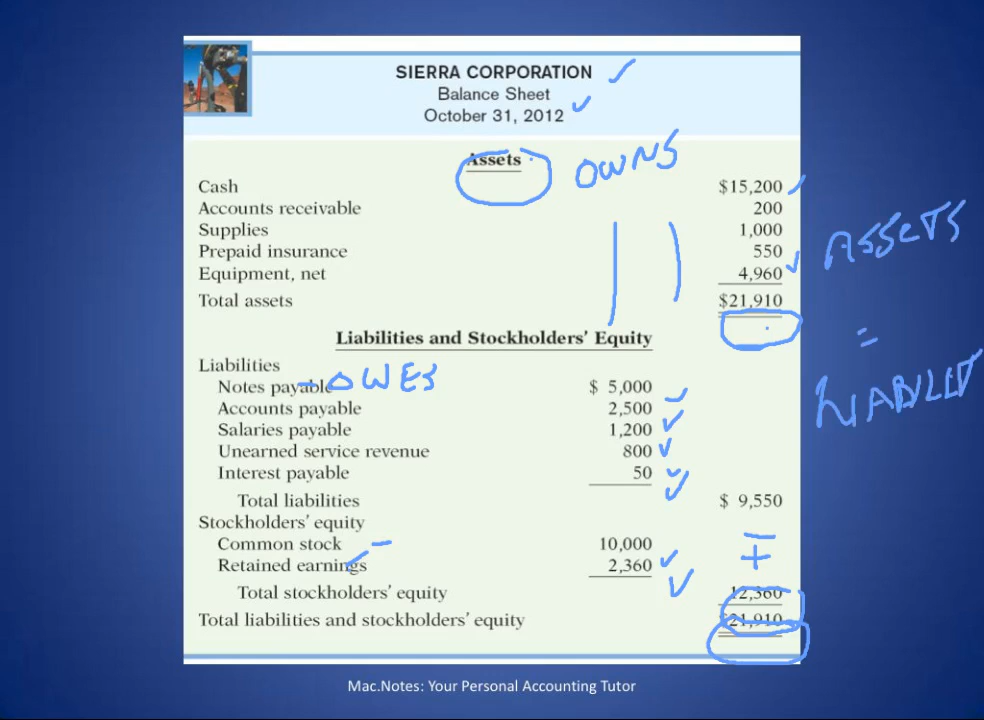 SIERRA CORPORATION
Balance Sheet
October 31, 2012
Assets OWNS
Cash $15,200
Accounts receivable 200
Supplies 1,000
Prepaid insurance 550
Equipment, net 4,960
ASSETS
Total assets $21,910
Liabilities and Stockholders' Equity
=
Liabilities
Notes payable - OWES $ 5,000
Accounts payable 2,500
Salaries payable 1,200
Unearned service revenue 800
Interest payable 50
Total liabilities $ 9,550
Stockholders' equity
Common stock 10,000
+
Retained earnings 2,360
Total stockholders' equity 12,360
Total liabilities and stockholders' equity $21,910
Mac.Notes: Your Personal Accounting Tutor